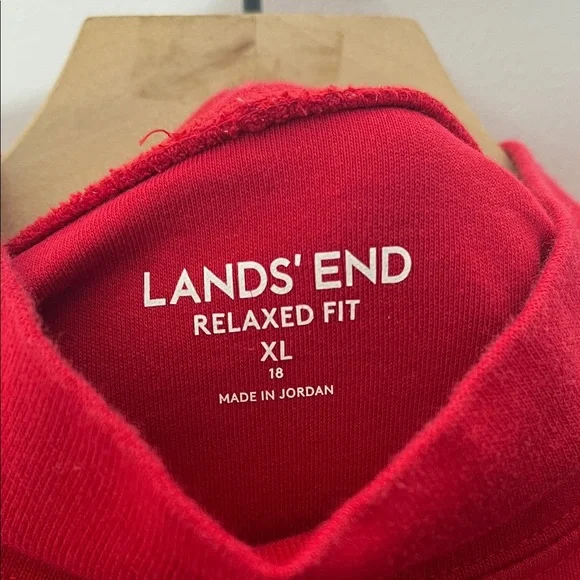 LANDS' END
RELAXED FIT
XL
18
MADE IN JORDAN